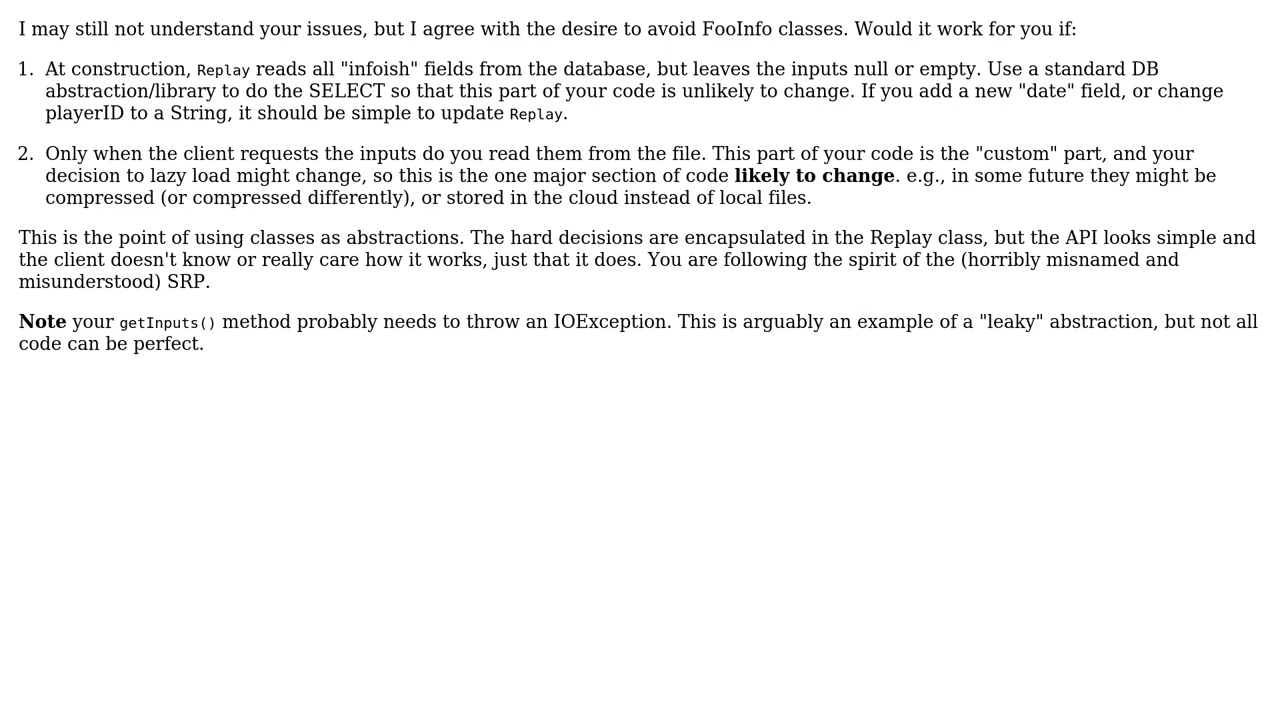 I may still not understand your issues, but I agree with the desire to avoid FooInfo classes. Would it work for you if:
1. At construction, Replay reads all "infoish" fields from the database, but leaves the inputs null or empty. Use a standard DB
abstraction/library to do the SELECT so that this part of your code is unlikely to change. If you add a new "date" field, or change
playerID to a String, it should be simple to update Replay.
2. Only when the client requests the inputs do you read them from the file. This part of your code is the "custom" part, and your
decision to lazy load might change, so this is the one major section of code likely to change. e.g., in some future they might be
compressed (or compressed differently), or stored in the cloud instead of local files.
This is the point of using classes as abstractions. The hard decisions are encapsulated in the Replay class, but the API looks simple and
the client doesn't know or really care how it works, just that it does. You are following the spirit of the (horribly misnamed and
misunderstood) SRP.
Note your getInputs() method probably needs to throw an IOException. This is arguably an example of a "leaky" abstraction, but not all
code can be perfect.